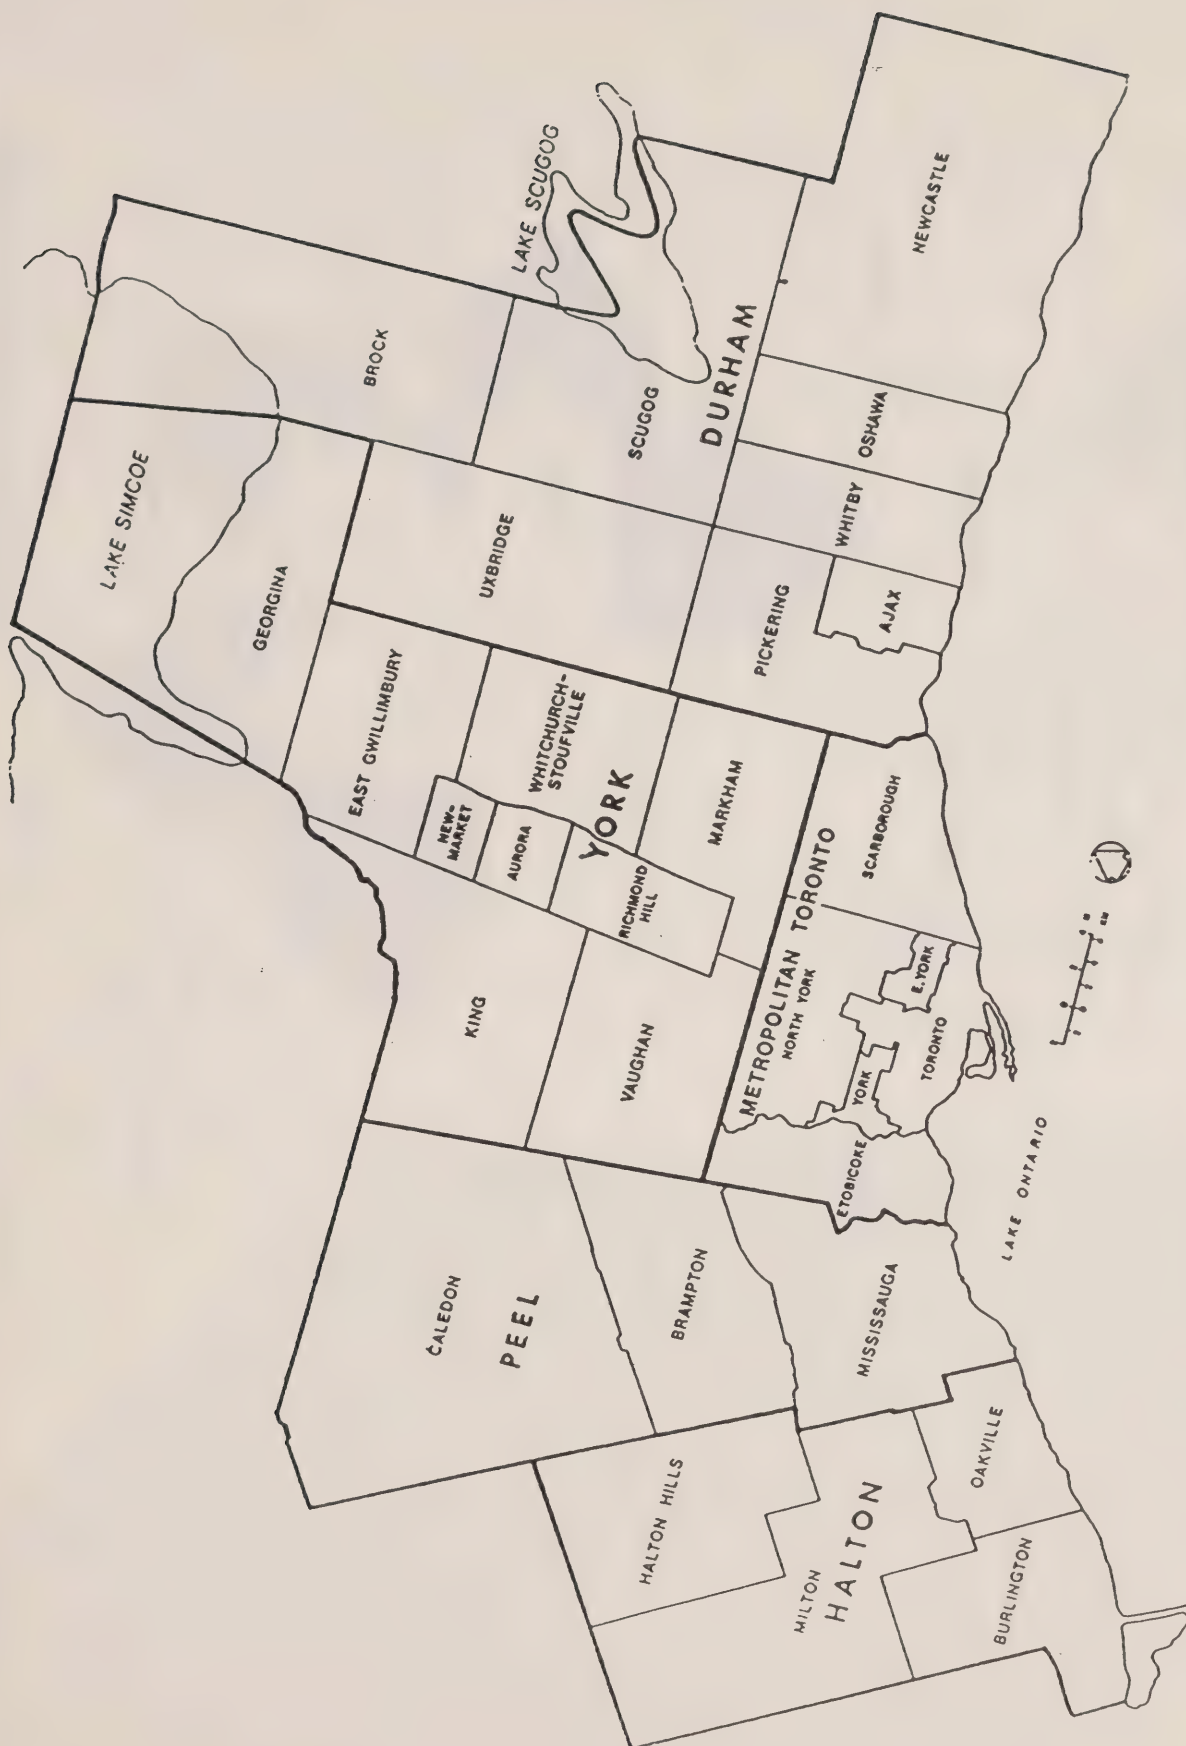 LAKE SIMCOE
GEORGINA
BROCK
LAKE SCUGOG
UXBRIDGE
SCUGOG
DURHAM
NEWCASTLE
OSHAWA
WHITBY
PICKERING
AJAX
EAST GWILLIMBURY
NEW-
MARKET
WHITCHURCH-
STOUFVILLE
AURORA
YORK
RICHMOND
HILL
MARKHAM
KING
VAUGHAN
METROPOLITAN TORONTO
NORTH YORK
SCARBOROUGH
E.YORK
YORK
TORONTO
ETOBICOKE
CALEDON
PEEL
BRAMPTON
MISSISSAUGA
HALTON HILLS
MILTON
HALTON
OAKVILLE
BURLINGTON
LAKE ONTARIO